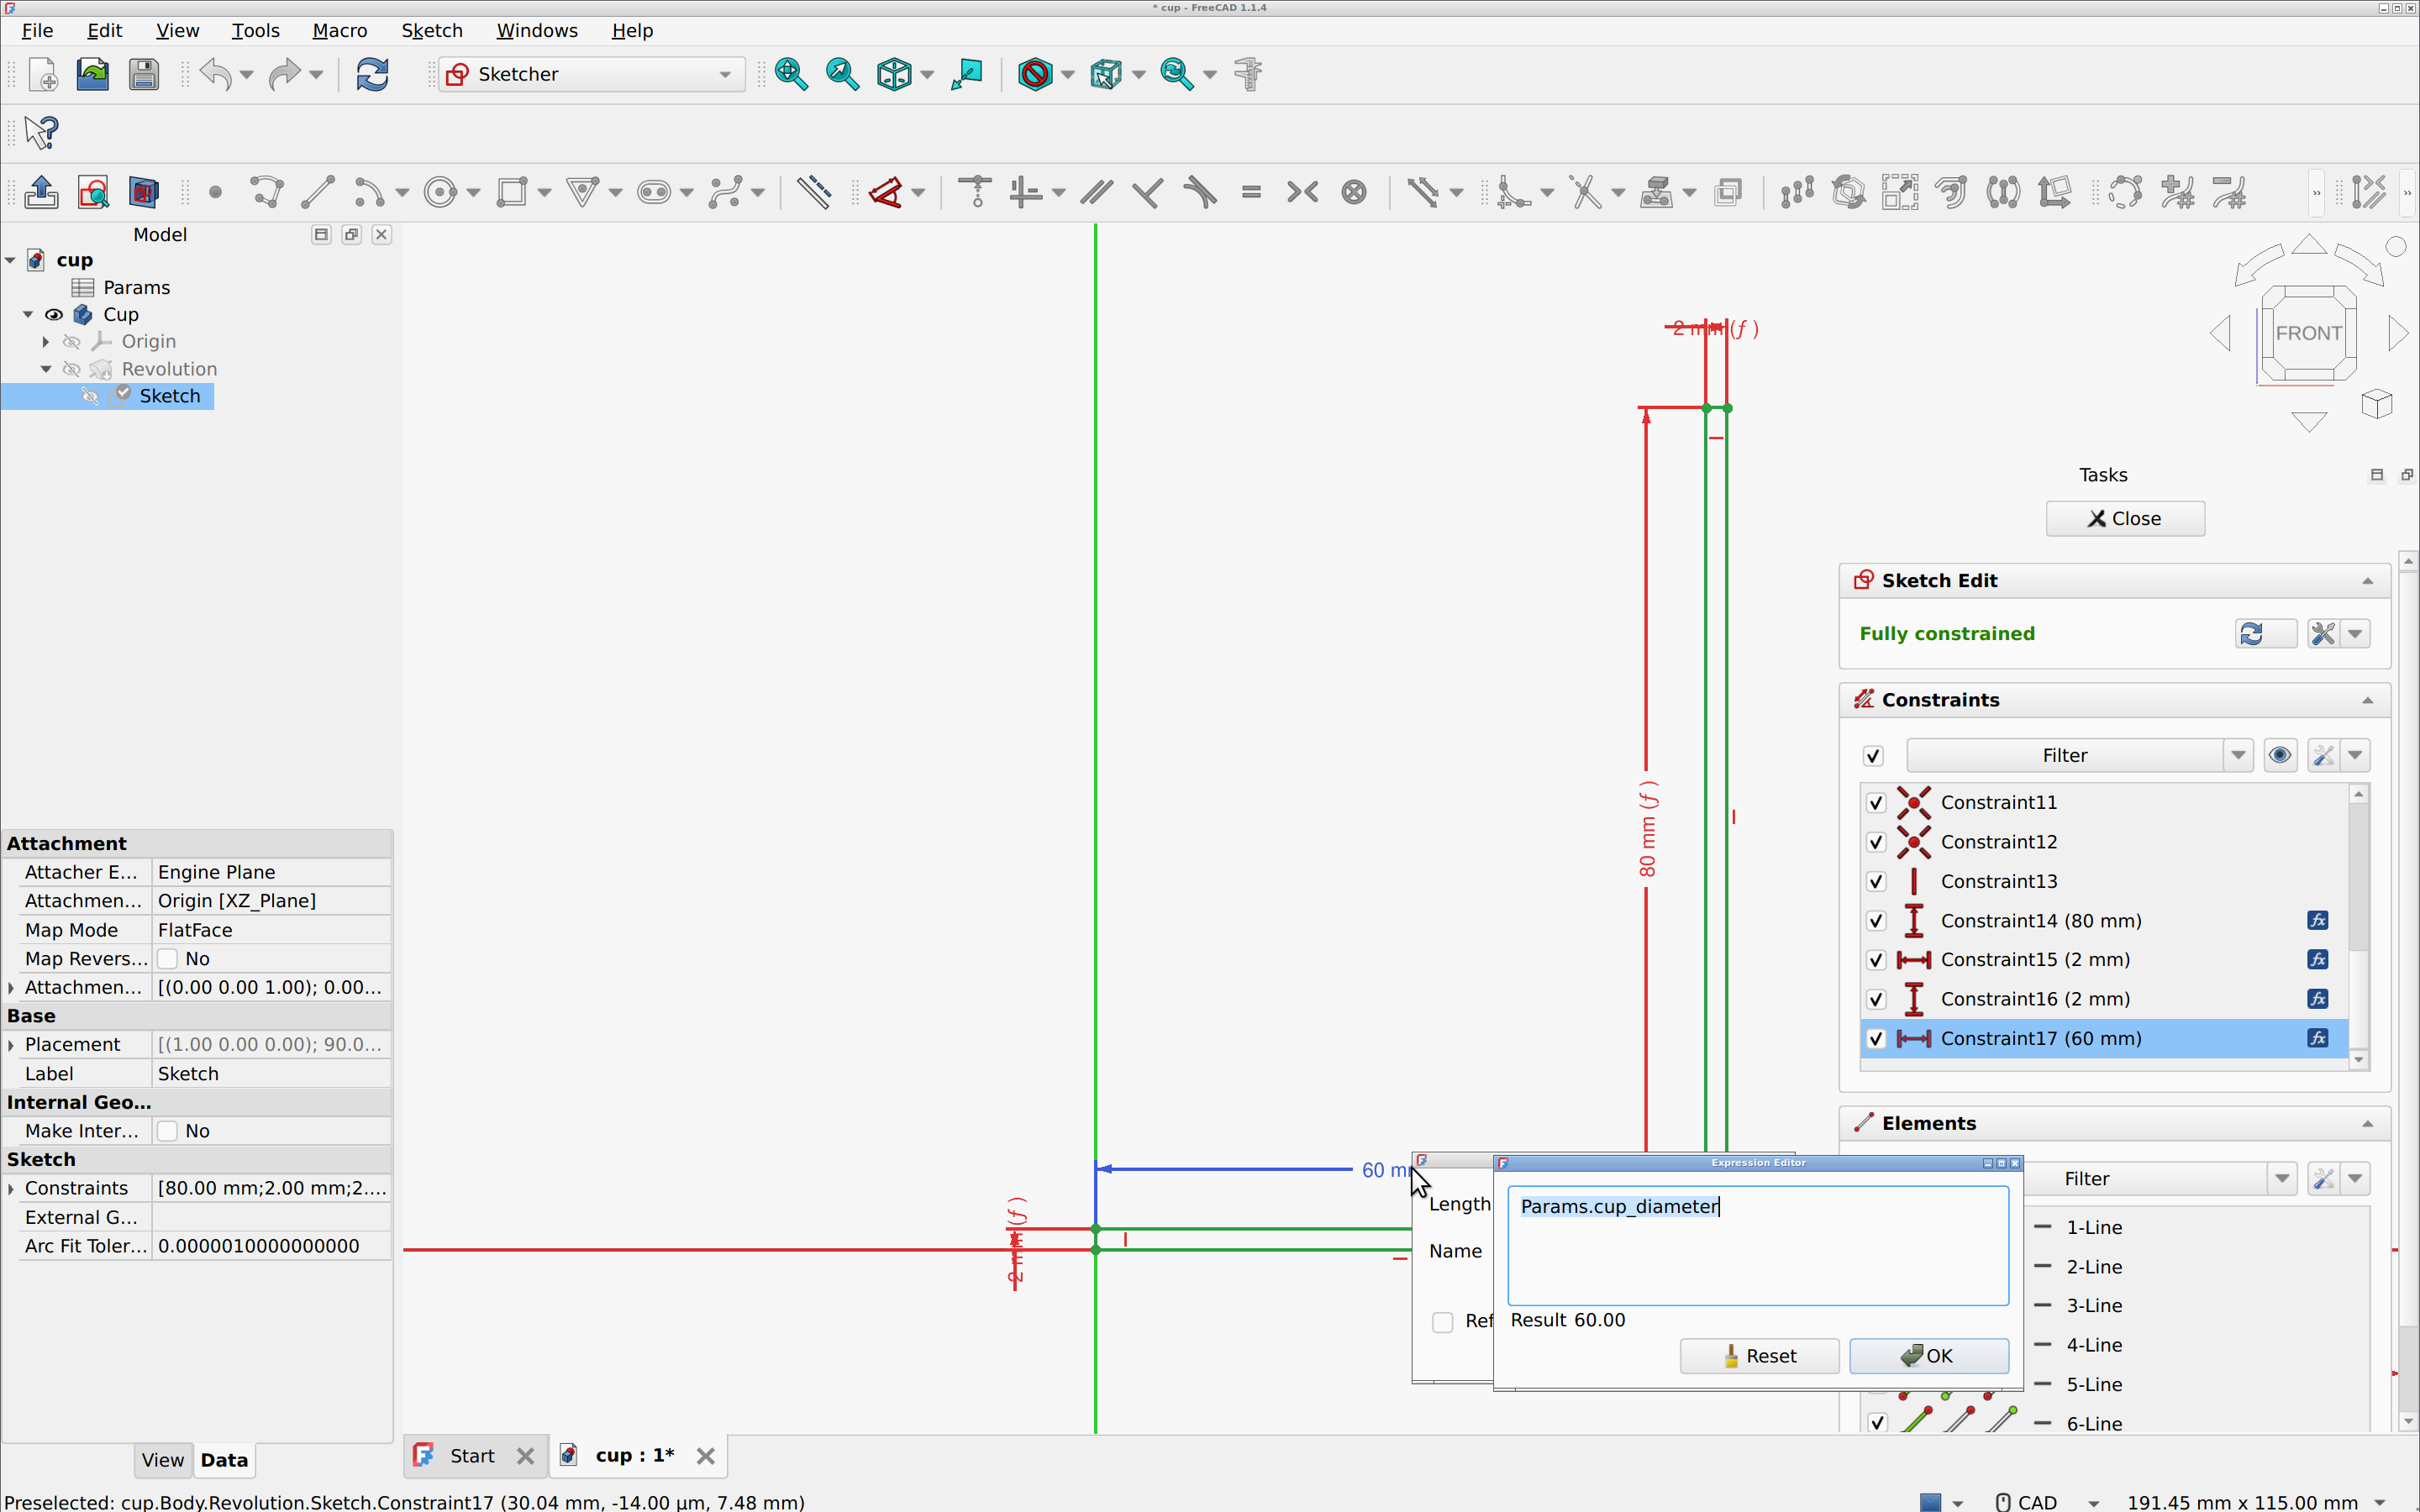 * cup - FreeCAD 1.1.4
File Edit View Tools Macro Sketch Windows Help
Sketcher
Model
cup
Params
Cup
Origin
Revolution
Sketch
Attachment
Attacher E... Engine Plane
Attachmen... Origin [XZ_Plane]
Map Mode FlatFace
Map Revers... No
Attachmen... [(0.00 0.00 1.00); 0.00...
Base
Placement [(1.00 0.00 0.00); 90.0...
Label Sketch
Internal Geo...
Make Inter... No
Sketch
Constraints [80.00 mm;2.00 mm;2....
External G...
Arc Fit Toler... 0.0000010000000000
View Data
2 mm (ƒ )
80 mm (ƒ )
60 m
2 mm (ƒ )
FRONT
Tasks
Close
Sketch Edit
Fully constrained
Constraints
Filter
Constraint11
Constraint12
Constraint13
Constraint14 (80 mm) fx
Constraint15 (2 mm) fx
Constraint16 (2 mm) fx
Constraint17 (60 mm) fx
Elements
Filter
1-Line
2-Line
3-Line
4-Line
5-Line
6-Line
Length
Name
Ref
Expression Editor
Params.cup_diameter
Result 60.00
Reset OK
Start cup : 1*
Preselected: cup.Body.Revolution.Sketch.Constraint17 (30.04 mm, -14.00 µm, 7.48 mm)
CAD 191.45 mm x 115.00 mm